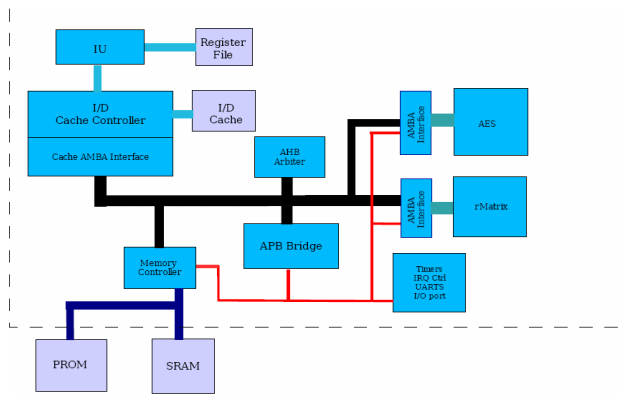 IU
Register
File
I/D
Cache Controller
Cache AMBA Interface
I/D
Cache
AHB
Arbiter
AMBA
Interface
AES
AMBA
Interface
rMatrix
APB Bridge
Memory
Controller
Timers
IRQ Ctrl
UARTS
I/O port
PROM
SRAM